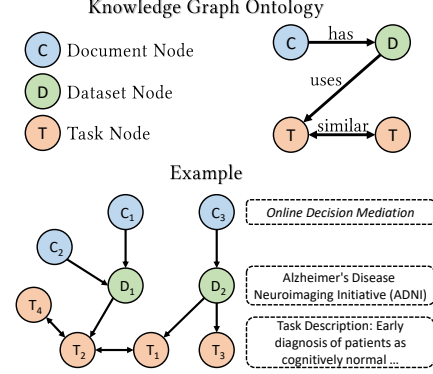 Knowledge Graph Ontology
C Document Node
D Dataset Node
T Task Node
C has D
uses
T similar T
Example
C1
C3
Online Decision Mediation
C2
D1
D2
Alzheimer's Disease
Neuroimaging Initiative (ADNI)
T4
T2
T1
T3
Task Description: Early
diagnosis of patients as
cognitively normal ...